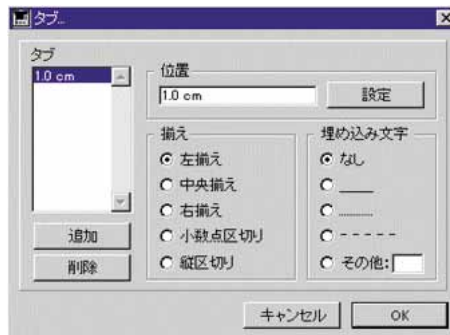 タブ...
タブ
1.0 cm
追加
削除
位置
1.0 cm
設定
揃え
左揃え
中央揃え
右揃え
小数点区切り
縦区切り
埋め込み文字
なし
_____
..........
- - - - -
その他:
キャンセル
OK